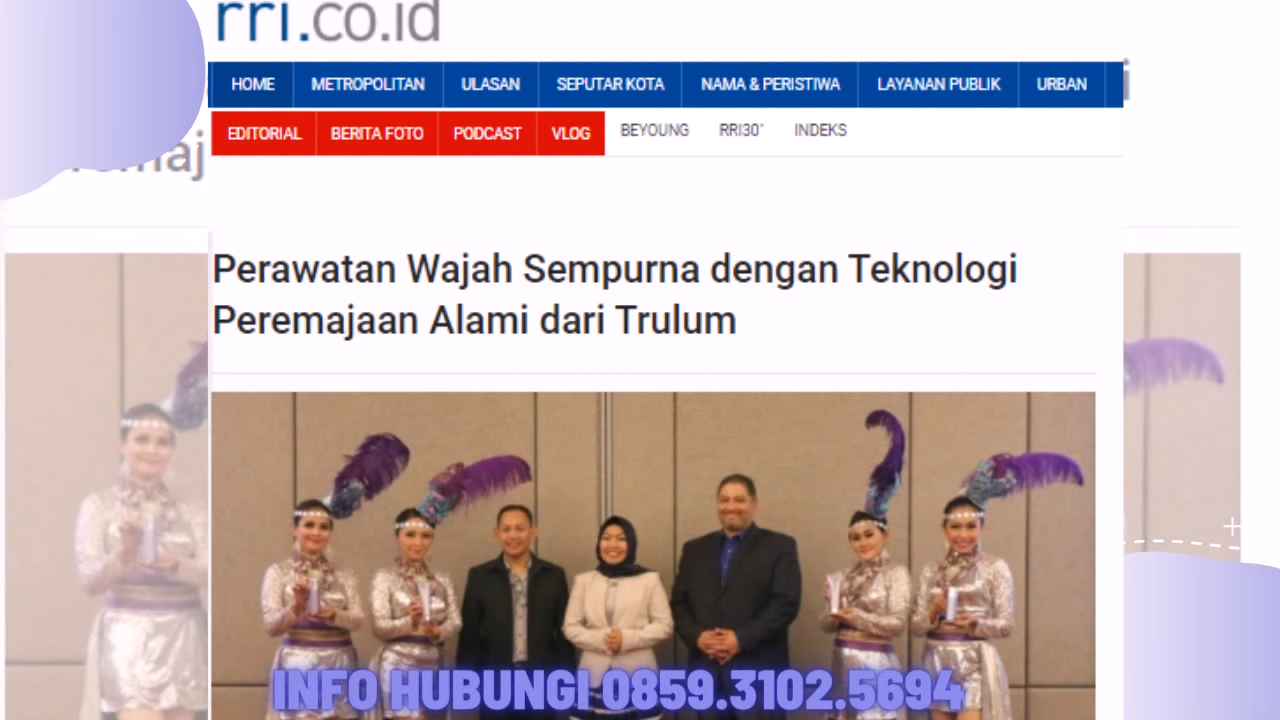 rri.co.id
HOME METROPOLITAN ULASAN SEPUTAR KOTA NAMA & PERISTIWA LAYANAN PUBLIK URBAN
EDITORIAL BERITA FOTO PODCAST VLOG BEYOUNG RRI30" INDEKS
Perawatan Wajah Sempurna dengan Teknologi
Peremajaan Alami dari Trulum
INFO HUBUNGI 0859.3102.5694